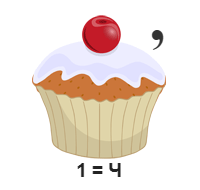 ,
1 = Ч